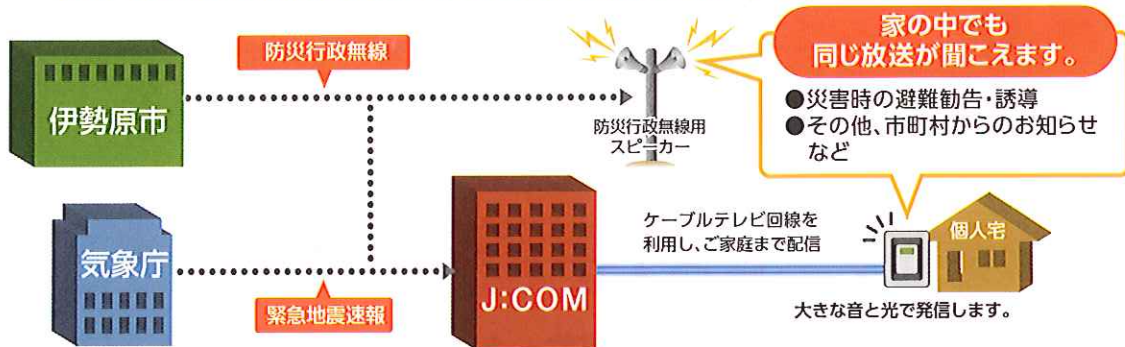 防災行政無線
伊勢原市
防災行政無線用
スピーカー
家の中でも
同じ放送が聞こえます。
●災害時の避難勧告・誘導
●その他、市町村からのお知らせ
など
気象庁
緊急地震速報
J:COM
ケーブルテレビ回線を
利用し、ご家庭まで配信
個人宅
大きな音と光で発信します。